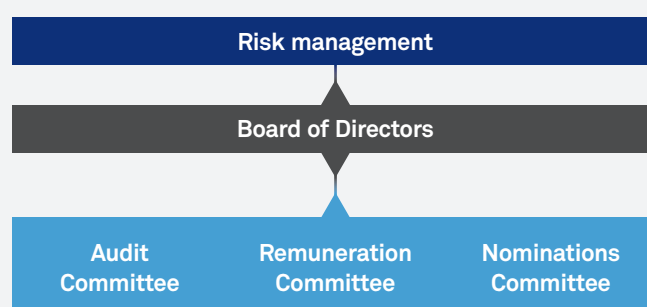 Risk management
Board of Directors
Audit
Committee
Remuneration
Committee
Nominations
Committee